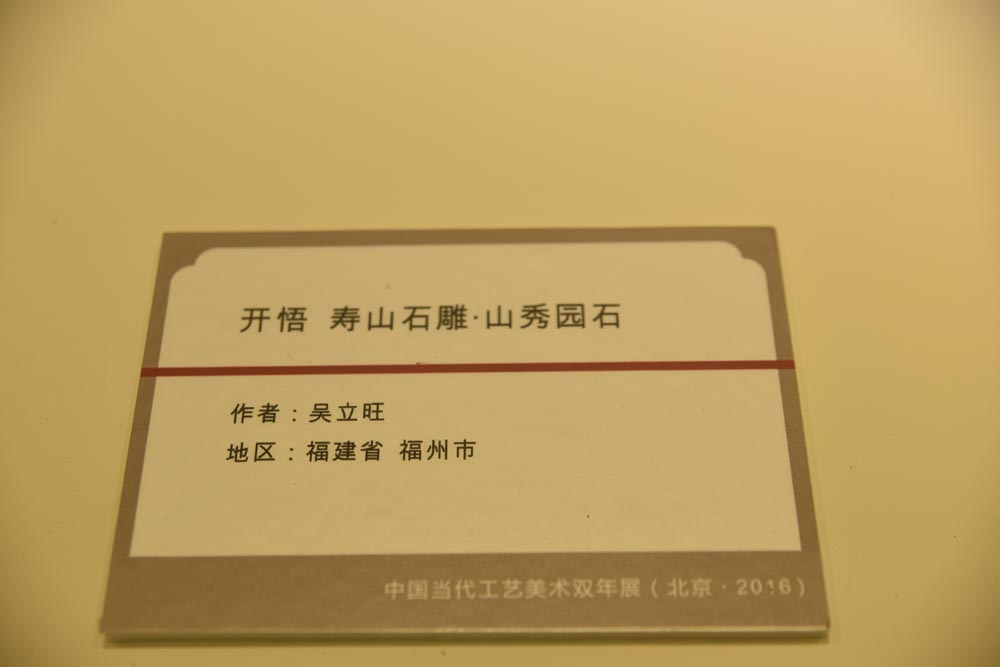 开悟 寿山石雕·山秀园石
作者：吴立旺
地区：福建省 福州市
中国当代工艺美术双年展（北京·2016）